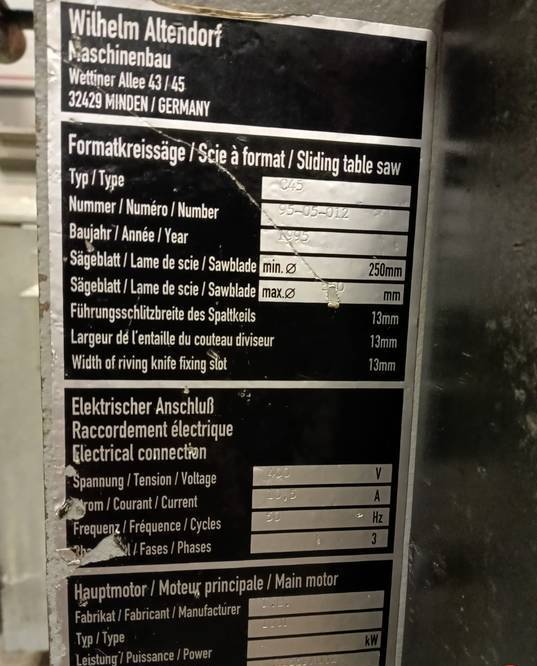 Wilhelm Altendorf
Maschinenbau
Wettiner Allee 43 / 45
32429 MINDEN / GERMANY
Formatkreissäge / Scie à format / Sliding table saw
Typ / Type C45
Nummer / Numéro / Number 95-05-012
Baujahr / Année / Year 1995
Sägeblatt / Lame de scie / Sawblade min. Ø 250mm
Sägeblatt / Lame de scie / Sawblade max. Ø mm
Führungsschlitzbreite des Spaltkeils 13mm
Largeur de l'entaille du couteau diviseur 13mm
Width of riving knife fixing slot 13mm
Elektrischer Anschluß
Raccordement électrique
Electrical connection
Spannung / Tension / Voltage V
/ Courant / Current A
Frequenz / Fréquence / Cycles 50 Hz
/ Fases / Phases 3
Hauptmotor / Moteur principale / Main motor
Fabrikat / Fabricant / Manufacturer
Typ / Type
Leistung / Puissance / Power kW